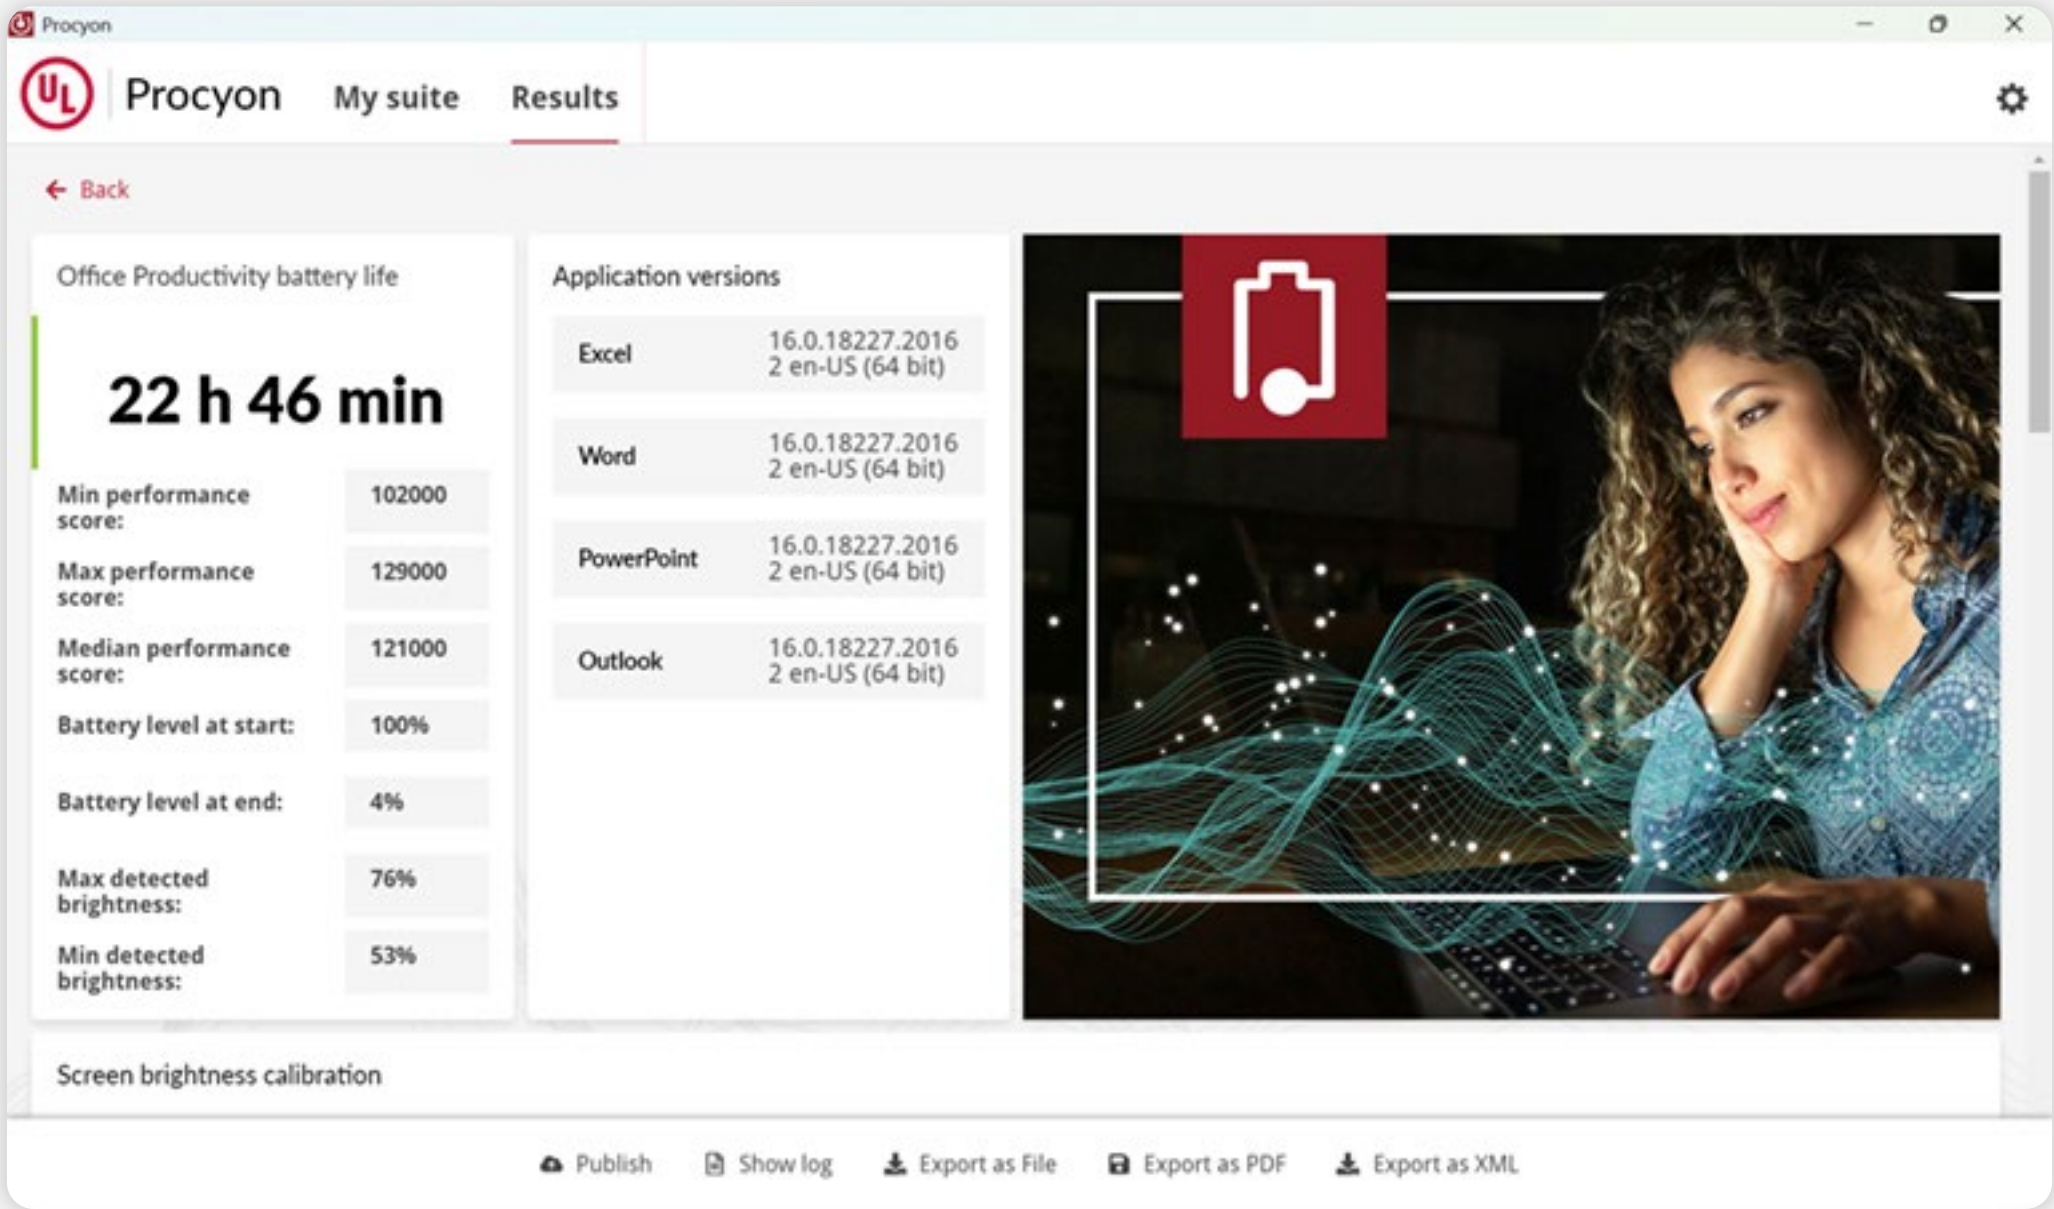 Procyon
UL Procyon My suite Results
Back
Office Productivity battery life
22 h 46 min
Min performance
score:
102000
Max performance
score:
129000
Median performance
score:
121000
Battery level at start: 100%
Battery level at end: 4%
Max detected
brightness:
76%
Min detected
brightness:
53%
Application versions
Excel
16.0.18227.2016
2 en-US (64 bit)
Word
16.0.18227.2016
2 en-US (64 bit)
PowerPoint
16.0.18227.2016
2 en-US (64 bit)
Outlook
16.0.18227.2016
2 en-US (64 bit)
Screen brightness calibration
Publish Show log Export as File Export as PDF Export as XML